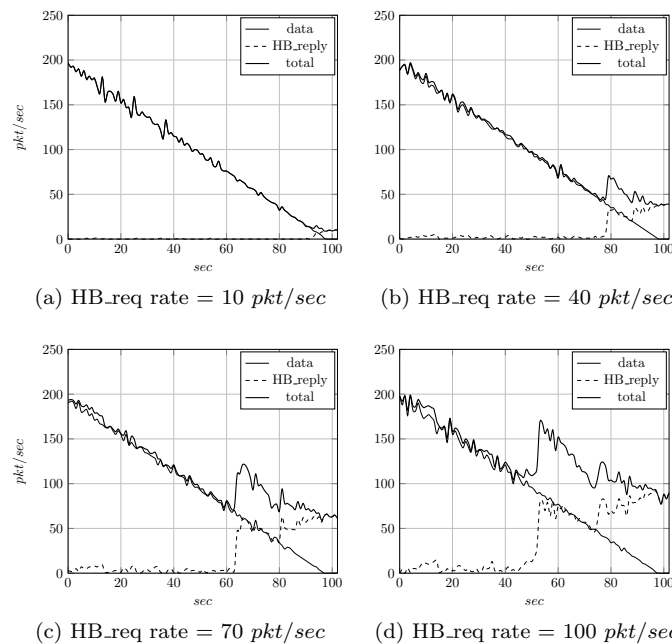 data
HB_reply
total
250
200
150
100
50
0
pkt/sec
0 20 40 60 80 100
sec
(a) HB_req rate = 10 pkt/sec
data
HB_reply
total
250
200
150
100
50
0
0 20 40 60 80 100
sec
(b) HB_req rate = 40 pkt/sec
data
HB_reply
total
250
200
150
100
50
0
pkt/sec
0 20 40 60 80 100
sec
(c) HB_req rate = 70 pkt/sec
data
HB_reply
total
250
200
150
100
50
0
0 20 40 60 80 100
sec
(d) HB_req rate = 100 pkt/sec